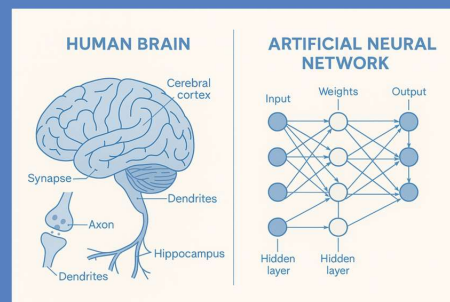 HUMAN BRAIN
Cerebral
cortex
Synapse
Dendrites
Axon
Hippocampus
Dendrites
ARTIFICIAL NEURAL
NETWORK
Input
Weights
Output
Hidden
layer
Hidden
layer